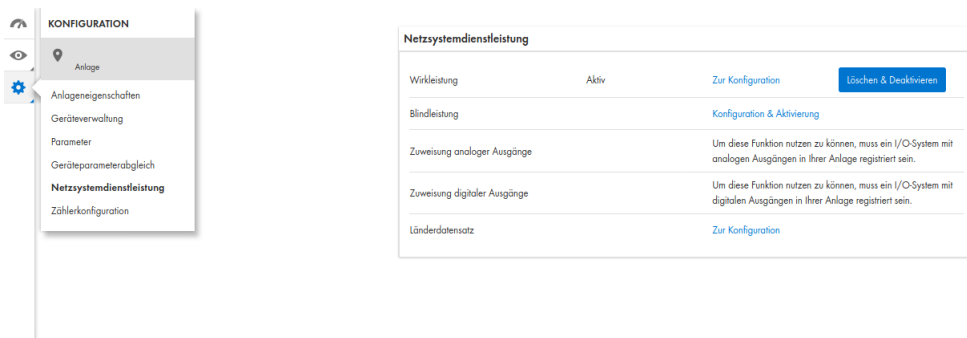 KONFIGURATION
Anlage
Anlageneigenschaften
Geräteverwaltung
Parameter
Geräteparameterabgleich
Netzsystemdienstleistung
Zählerkonfiguration
Netzsystemdienstleistung
Wirkleistung Aktiv Zur Konfiguration Löschen & Deaktivieren
Blindleistung Konfiguration & Aktivierung
Zuweisung analoger Ausgänge
Um diese Funktion nutzen zu können, muss ein I/O-System mit
analogen Ausgängen in Ihrer Anlage registriert sein.
Zuweisung digitaler Ausgänge
Um diese Funktion nutzen zu können, muss ein I/O-System mit
digitalen Ausgängen in Ihrer Anlage registriert sein.
Länderdatensatz Zur Konfiguration